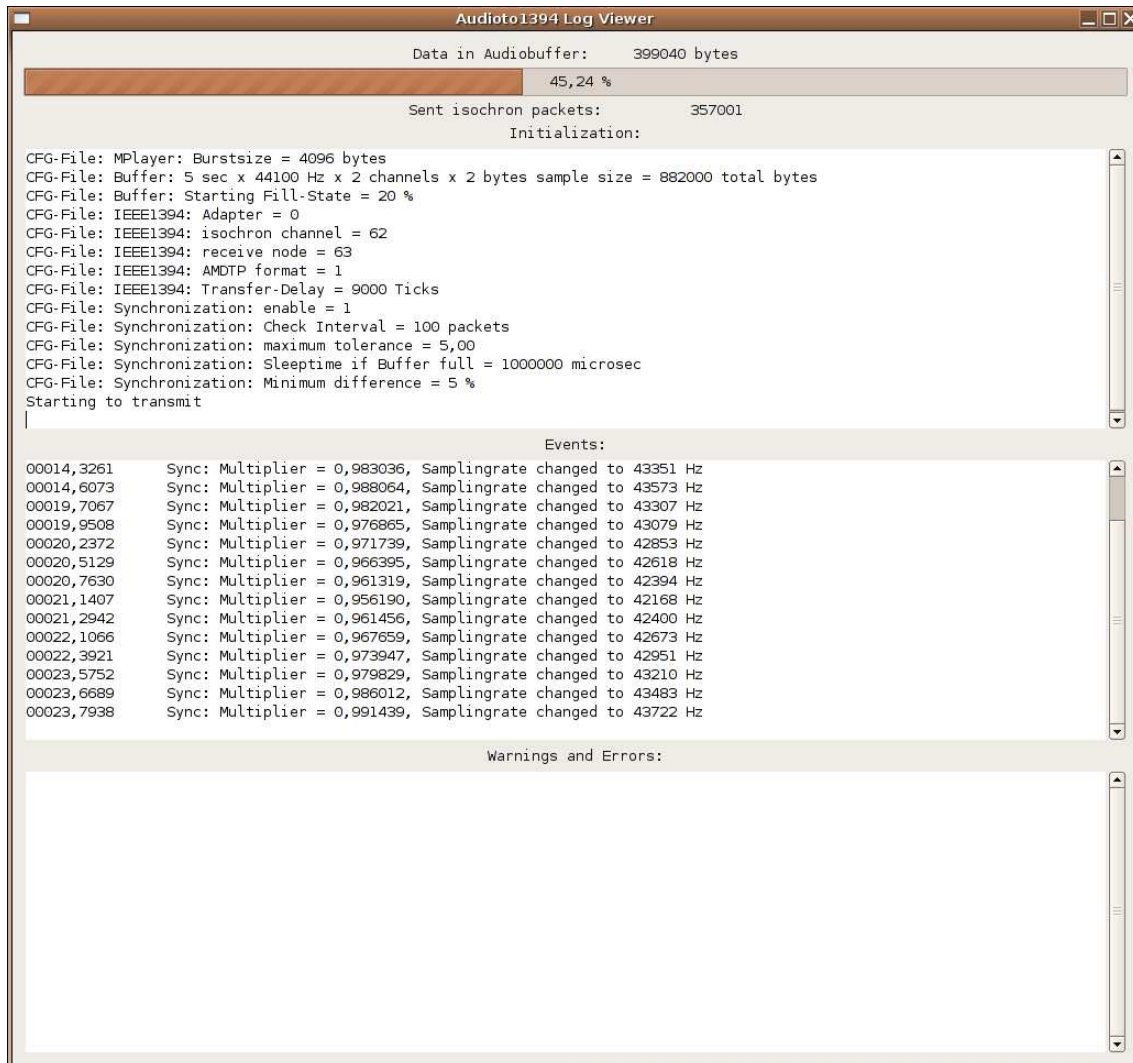 Audioto1394 Log Viewer
Data in Audiobuffer: 399040 bytes
45,24 %
Sent isochron packets: 357001
Initialization:
CFG-File: MPlayer: Burstsize = 4096 bytes
CFG-File: Buffer: 5 sec x 44100 Hz x 2 channels x 2 bytes sample size = 882000 total bytes
CFG-File: Buffer: Starting Fill-State = 20 %
CFG-File: IEEE1394: Adapter = 0
CFG-File: IEEE1394: isochron channel = 62
CFG-File: IEEE1394: receive node = 63
CFG-File: IEEE1394: AMDTP format = 1
CFG-File: IEEE1394: Transfer-Delay = 9000 Ticks
CFG-File: Synchronization: enable = 1
CFG-File: Synchronization: Check Interval = 100 packets
CFG-File: Synchronization: maximum tolerance = 5,00
CFG-File: Synchronization: Sleeptime if Buffer full = 1000000 microsec
CFG-File: Synchronization: Minimum difference = 5 %
Starting to transmit
Events:
00014,3261 Sync: Multiplier = 0,983036, Samplingrate changed to 43351 Hz
00014,6073 Sync: Multiplier = 0,988064, Samplingrate changed to 43573 Hz
00019,7067 Sync: Multiplier = 0,982021, Samplingrate changed to 43307 Hz
00019,9508 Sync: Multiplier = 0,976865, Samplingrate changed to 43079 Hz
00020,2372 Sync: Multiplier = 0,971739, Samplingrate changed to 42853 Hz
00020,5129 Sync: Multiplier = 0,966395, Samplingrate changed to 42618 Hz
00020,7630 Sync: Multiplier = 0,961319, Samplingrate changed to 42394 Hz
00021,1407 Sync: Multiplier = 0,956190, Samplingrate changed to 42168 Hz
00021,2942 Sync: Multiplier = 0,961456, Samplingrate changed to 42400 Hz
00022,1066 Sync: Multiplier = 0,967659, Samplingrate changed to 42673 Hz
00022,3921 Sync: Multiplier = 0,973947, Samplingrate changed to 42951 Hz
00023,5752 Sync: Multiplier = 0,979829, Samplingrate changed to 43210 Hz
00023,6689 Sync: Multiplier = 0,986012, Samplingrate changed to 43483 Hz
00023,7938 Sync: Multiplier = 0,991439, Samplingrate changed to 43722 Hz
Warnings and Errors: